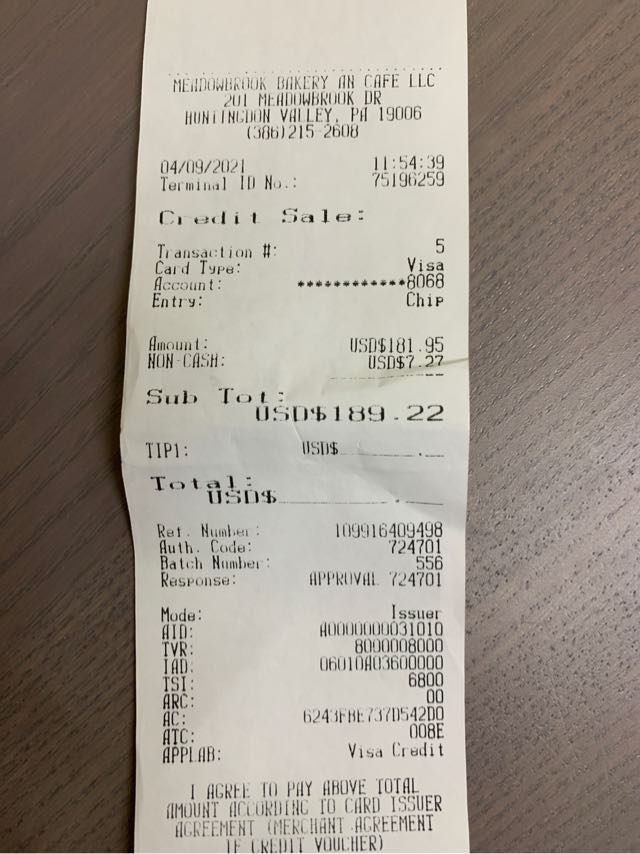 MEADOWBROOK BAKERY AN CAFE LLC
201 MEADOWBROOK DR
HUNTINGDON VALLEY, PA 19006
(386)215-2608
04/09/2021 11:54:39
Terminal ID No.: 75196259
Credit Sale:
Transaction #: 5
Card Type: Visa
Account: ************8068
Entry: Chip
Amount: USD$181.95
NON-CASH: USD$7.27
Sub Tot:
USD$189.22
TIP1: USD$______.__
Total:
USD$______.__
Ref. Number: 109916409498
Auth. Code: 724701
Batch Number: 556
Response: APPROVAL 724701
Mode: Issuer
AID: A0000000031010
TVR: 8000008000
IAD: 06010A03600000
TSI: 6800
ARC: 00
AC: 6243FBE737D542D0
ATC: 008E
APPLAB: Visa Credit
I AGREE TO PAY ABOVE TOTAL
AMOUNT ACCORDING TO CARD ISSUER
AGREEMENT (MERCHANT AGREEMENT
IF CREDIT VOUCHER)